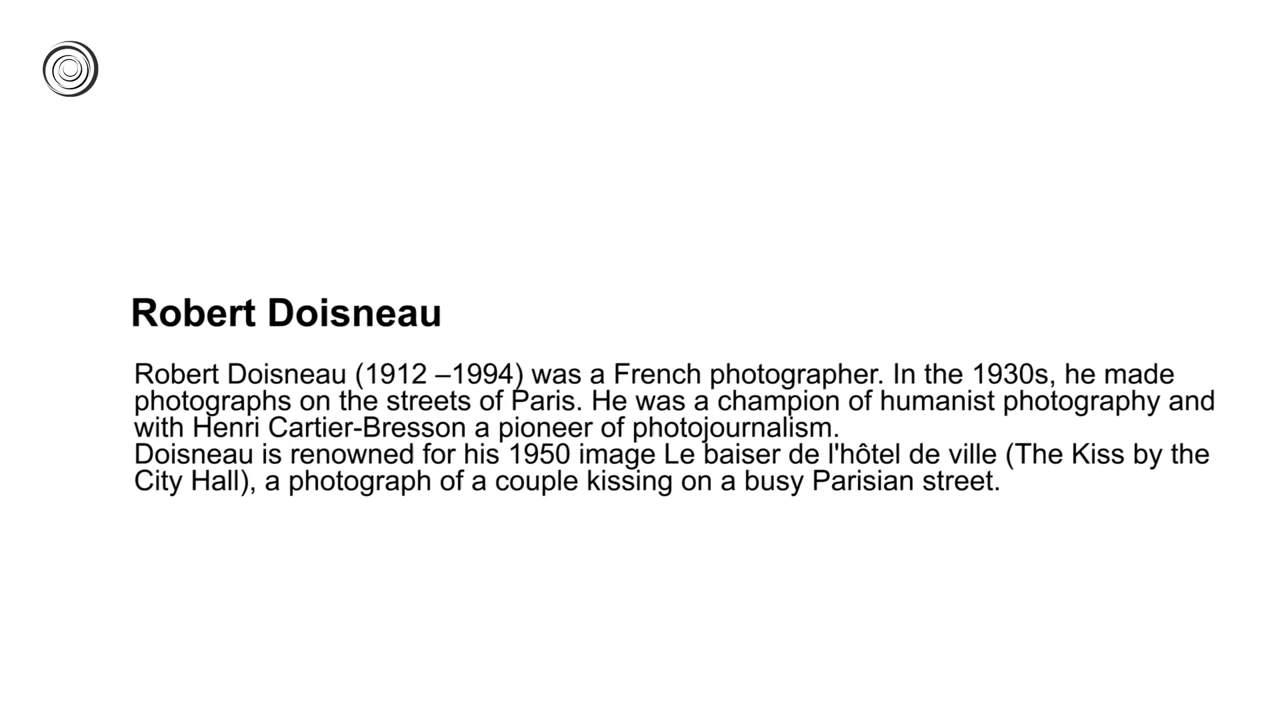 Robert Doisneau
Robert Doisneau (1912 –1994) was a French photographer. In the 1930s, he made
photographs on the streets of Paris. He was a champion of humanist photography and
with Henri Cartier-Bresson a pioneer of photojournalism.
Doisneau is renowned for his 1950 image Le baiser de l'hôtel de ville (The Kiss by the
City Hall), a photograph of a couple kissing on a busy Parisian street.